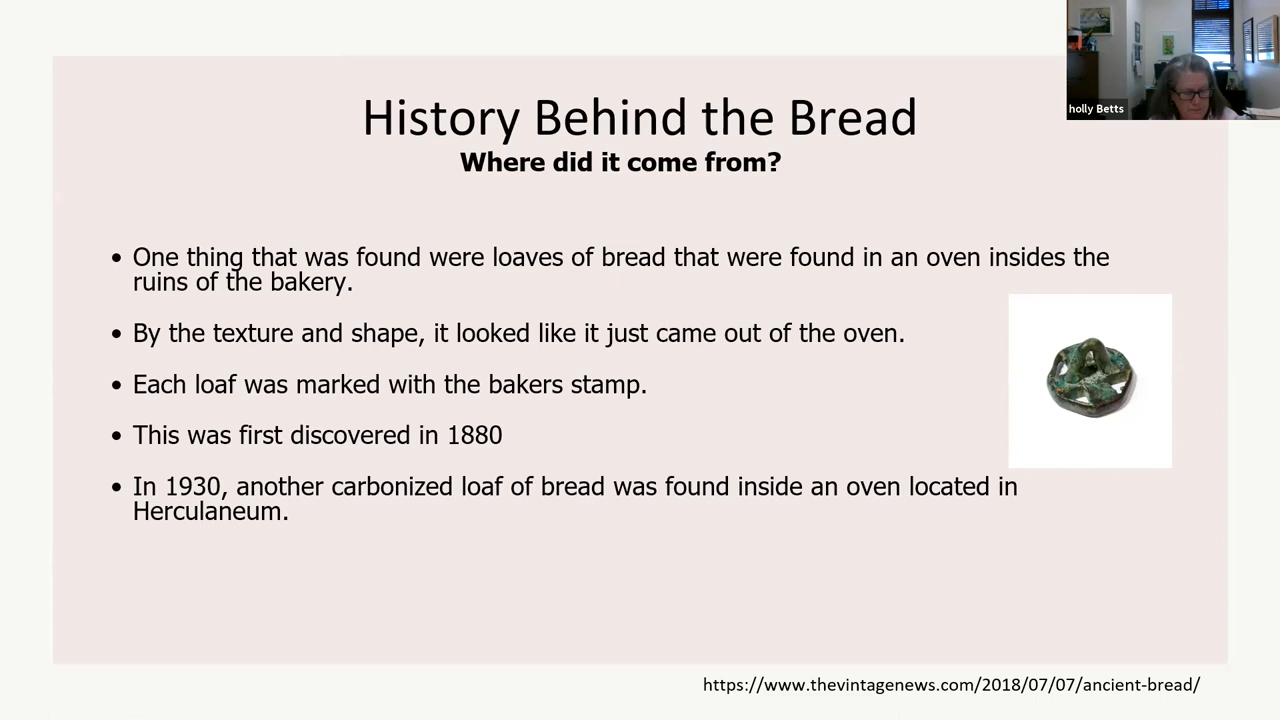 holly Betts
History Behind the Bread
Where did it come from?
• One thing that was found were loaves of bread that were found in an oven insides the
ruins of the bakery.
• By the texture and shape, it looked like it just came out of the oven.
• Each loaf was marked with the bakers stamp.
• This was first discovered in 1880
• In 1930, another carbonized loaf of bread was found inside an oven located in
Herculaneum.
https://www.thevintagenews.com/2018/07/07/ancient-bread/